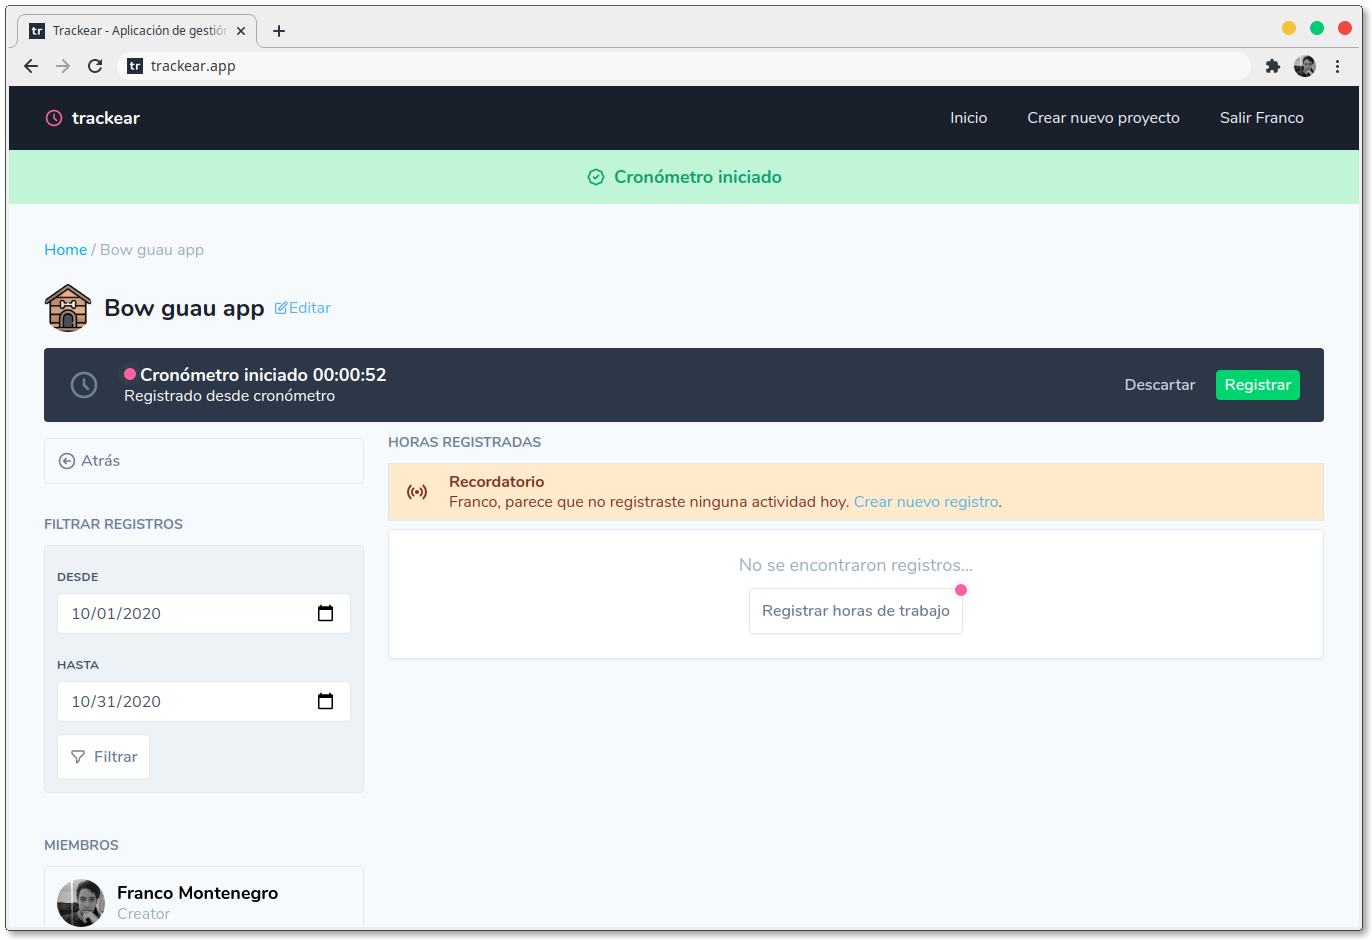 tr Trackear - Aplicación de gestión
tr trackear.app
trackear
Inicio
Crear nuevo proyecto
Salir Franco
Cronómetro iniciado
Home / Bow guau app
Bow guau app
Editar
Cronómetro iniciado 00:00:52
Registrado desde cronómetro
Descartar
Registrar
Atrás
FILTRAR REGISTROS
DESDE
10/01/2020
HASTA
10/31/2020
Filtrar
MIEMBROS
Franco Montenegro
Creator
HORAS REGISTRADAS
Recordatorio
Franco, parece que no registraste ninguna actividad hoy. Crear nuevo registro.
No se encontraron registros...
Registrar horas de trabajo